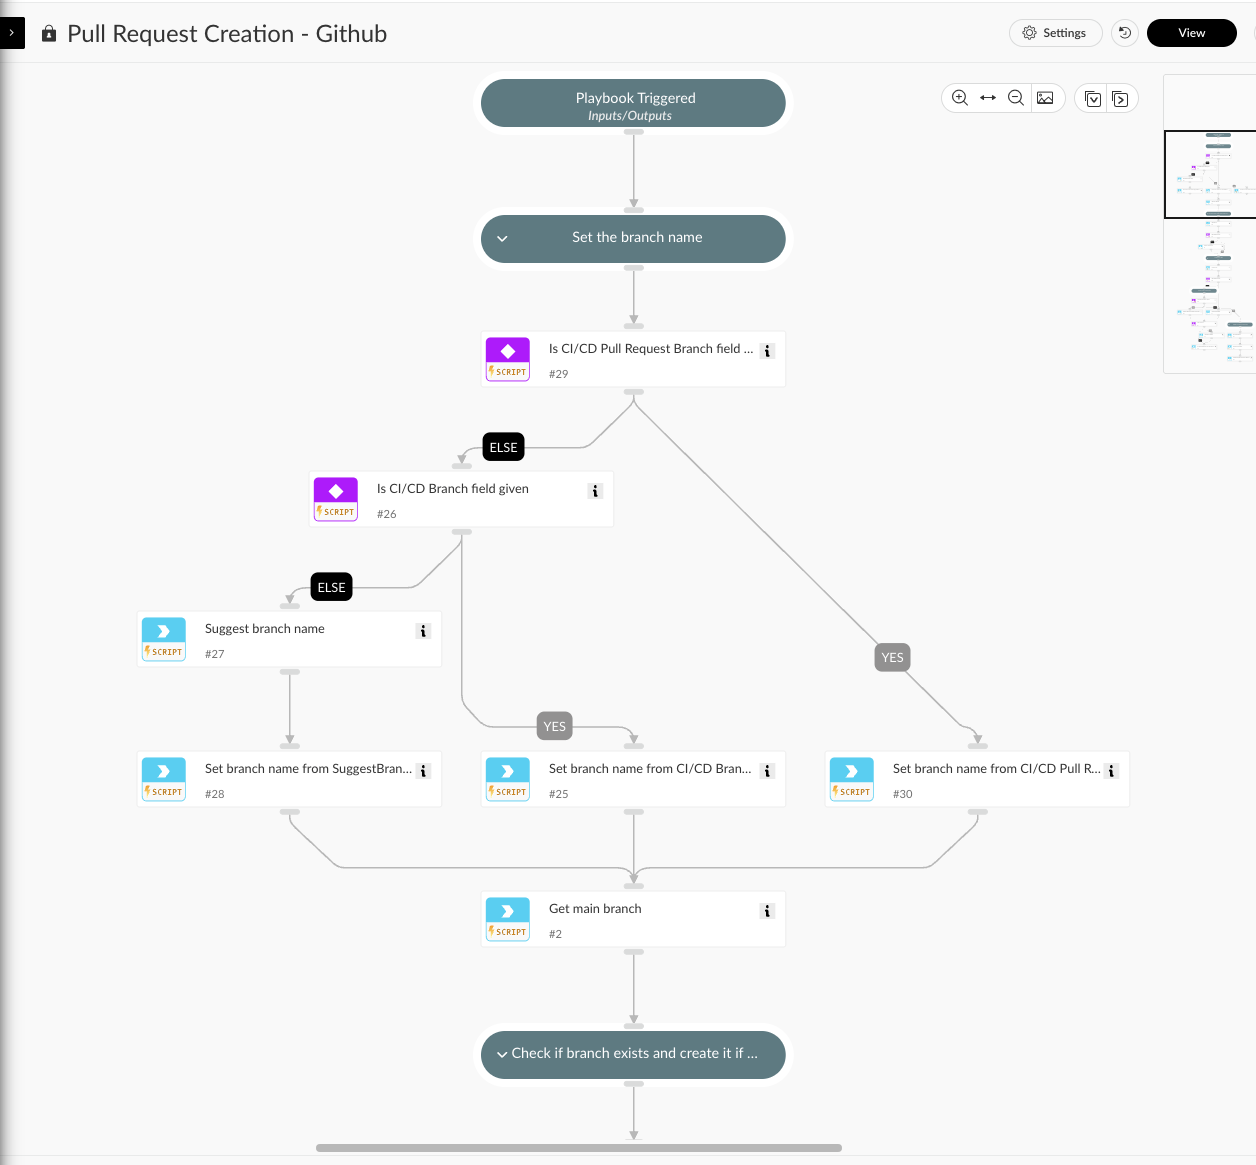 Pull Request Creation - Github
Settings
View
Playbook Triggered
Inputs/Outputs
Set the branch name
Is CI/CD Pull Request Branch field ...
#29
SCRIPT
ELSE
Is CI/CD Branch field given
#26
SCRIPT
ELSE
Suggest branch name
#27
SCRIPT
YES
YES
Set branch name from SuggestBran...
#28
SCRIPT
Set branch name from CI/CD Bran...
#25
SCRIPT
Set branch name from CI/CD Pull R...
#30
SCRIPT
Get main branch
#2
SCRIPT
Check if branch exists and create it if ...